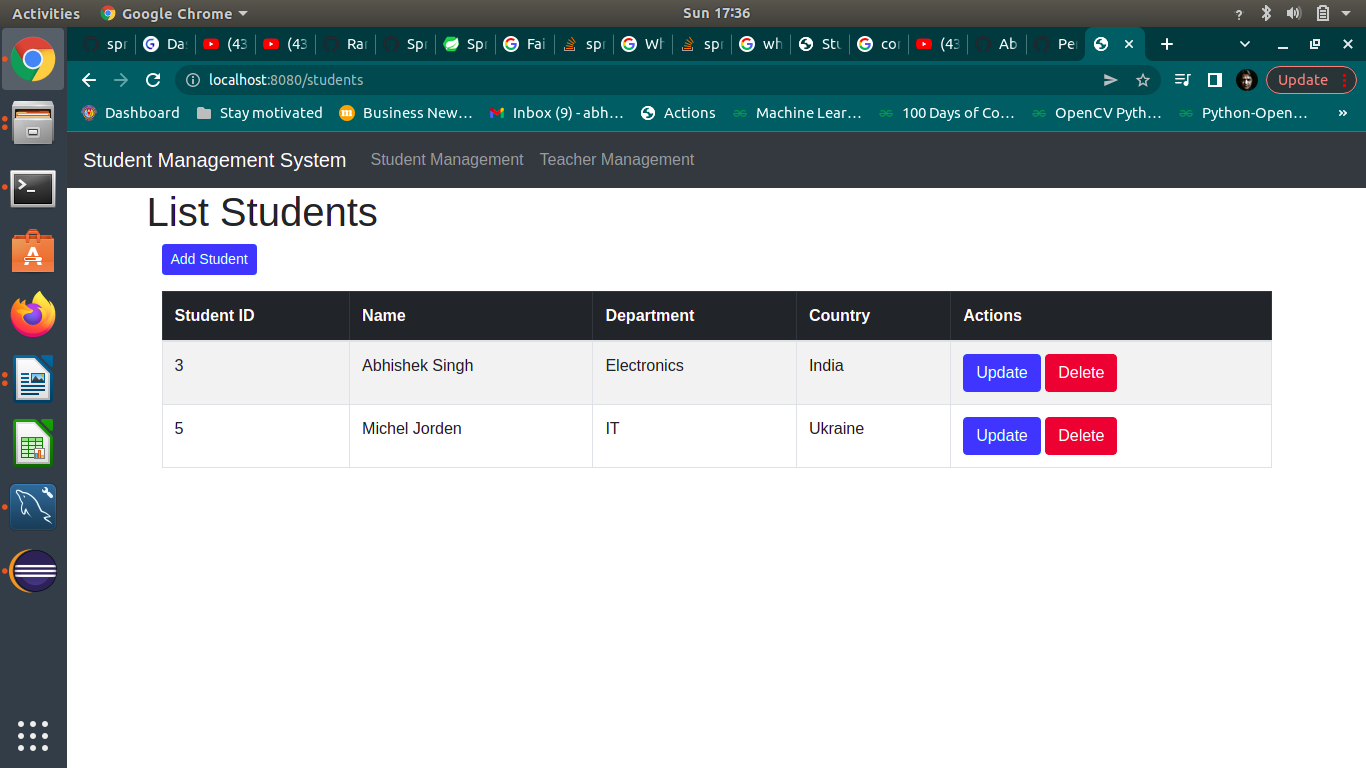 Activities Google Chrome Sun 17:36
spr Das (43 (43 Rar Spr Spr Fai spr Wh spr wh Stu cor (43 Ab Per
localhost:8080/students Update
Dashboard Stay motivated Business New… Inbox (9) - abh… Actions Machine Lear… 100 Days of Co… OpenCV Pyth… Python-Open… »
Student Management System Student Management Teacher Management
List Students
Add Student
Student ID Name Department Country Actions
3 Abhishek Singh Electronics India Update Delete
5 Michel Jorden IT Ukraine Update Delete